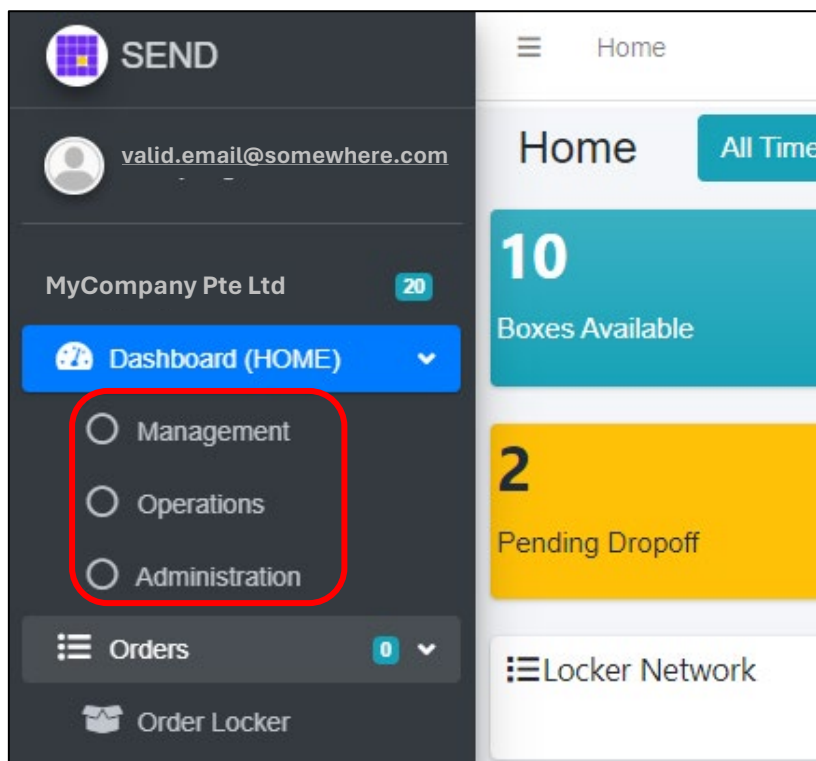 SEND
valid.email@somewhere.com
MyCompany Pte Ltd 20
Dashboard (HOME)
Management
Operations
Administration
Orders 0
Order Locker
Home
Home All Time
10
Boxes Available
2
Pending Dropoff
Locker Network